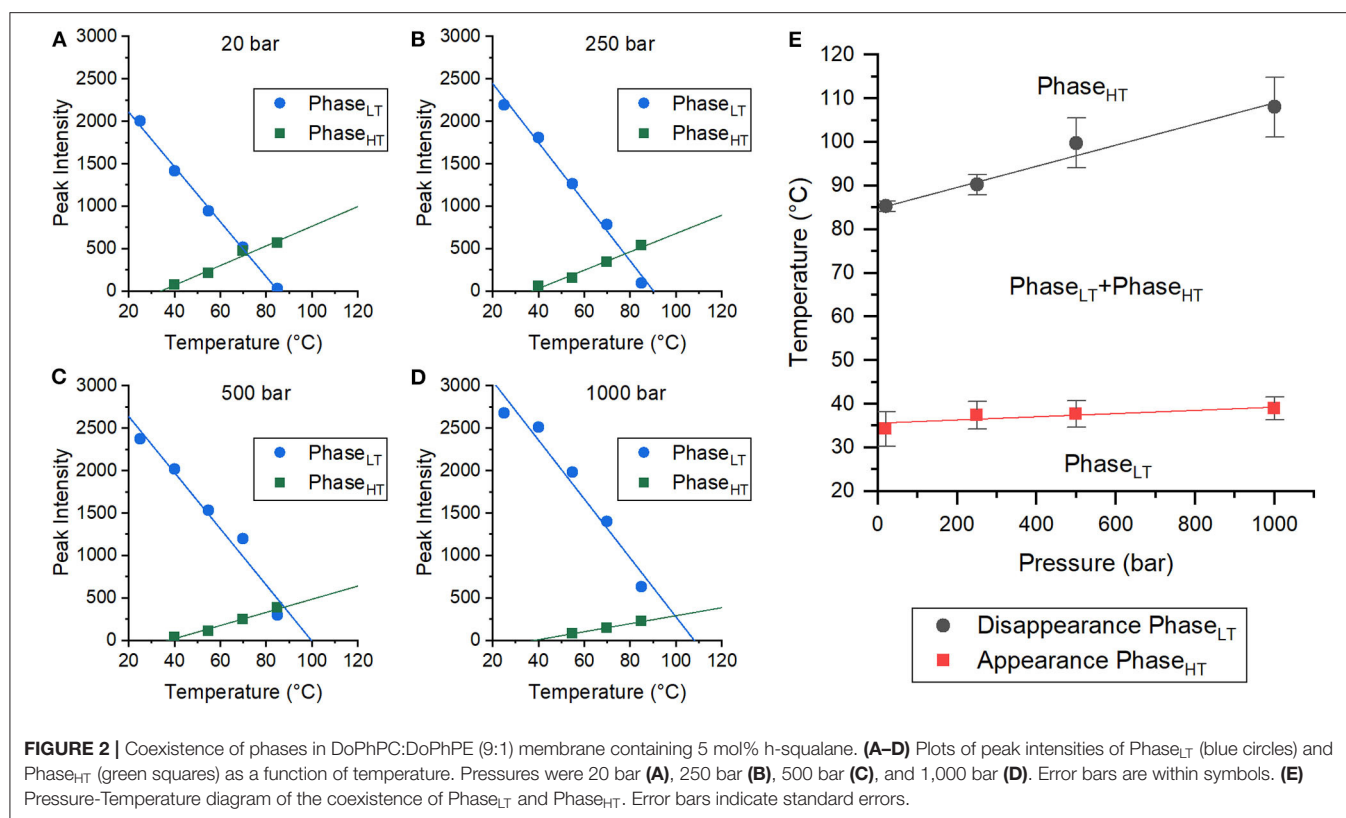 A
20 bar
3000
2500
2000
1500
1000
500
0
Peak Intensity
Phase_LT
Phase_HT
20 40 60 80 100 120
Temperature (°C)
B
250 bar
3000
2500
2000
1500
1000
500
0
Peak Intensity
Phase_LT
Phase_HT
20 40 60 80 100 120
Temperature (°C)
C
500 bar
3000
2500
2000
1500
1000
500
0
Peak Intensity
Phase_LT
Phase_HT
20 40 60 80 100 120
Temperature (°C)
D
1000 bar
3000
2500
2000
1500
1000
500
0
Peak Intensity
Phase_LT
Phase_HT
20 40 60 80 100 120
Temperature (°C)
E
120
110
100
90
80
70
60
50
40
30
20
Temperature (°C)
Phase_HT
Phase_LT+Phase_HT
Phase_LT
0 200 400 600 800 1000
Pressure (bar)
Disappearance Phase_LT
Appearance Phase_HT
FIGURE 2 | Coexistence of phases in DoPhPC:DoPhPE (9:1) membrane containing 5 mol% h-squalane. (A–D) Plots of peak intensities of Phase_LT (blue circles) and
Phase_HT (green squares) as a function of temperature. Pressures were 20 bar (A), 250 bar (B), 500 bar (C), and 1,000 bar (D). Error bars are within symbols. (E)
Pressure-Temperature diagram of the coexistence of Phase_LT and Phase_HT. Error bars indicate standard errors.